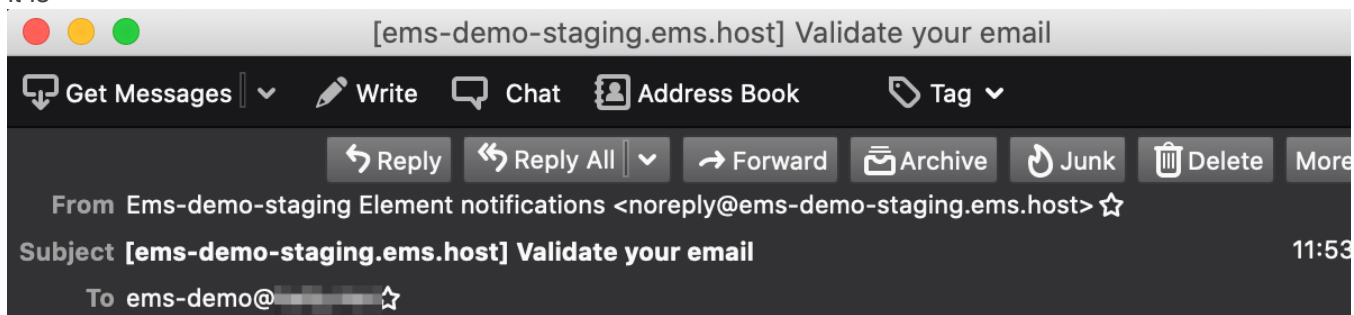 [ems-demo-staging.ems.host] Validate your email
Get Messages Write Chat Address Book Tag
Reply Reply All Forward Archive Junk Delete More
From Ems-demo-staging Element notifications <noreply@ems-demo-staging.ems.host>
Subject [ems-demo-staging.ems.host] Validate your email 11:53
To ems-demo@